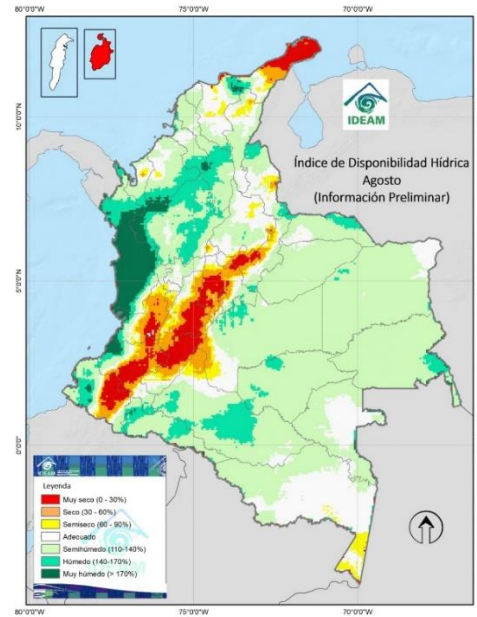 80°0'0"W
75°0'0"W
70°0'0"W
10°0'0"N
IDEAM
Índice de Disponibilidad Hídrica
Agosto
(Información Preliminar)
5°0'0"N
0°0'0"
IDEAM
Leyenda
Muy seco (0 - 30%)
Seco (30 - 60%)
Semiseco (60 - 90%)
Adecuado
Semihúmedo (110-140%)
Húmedo (140-170%)
Muy húmedo (> 170%)
80°0'0"W
75°0'0"W
70°0'0"W